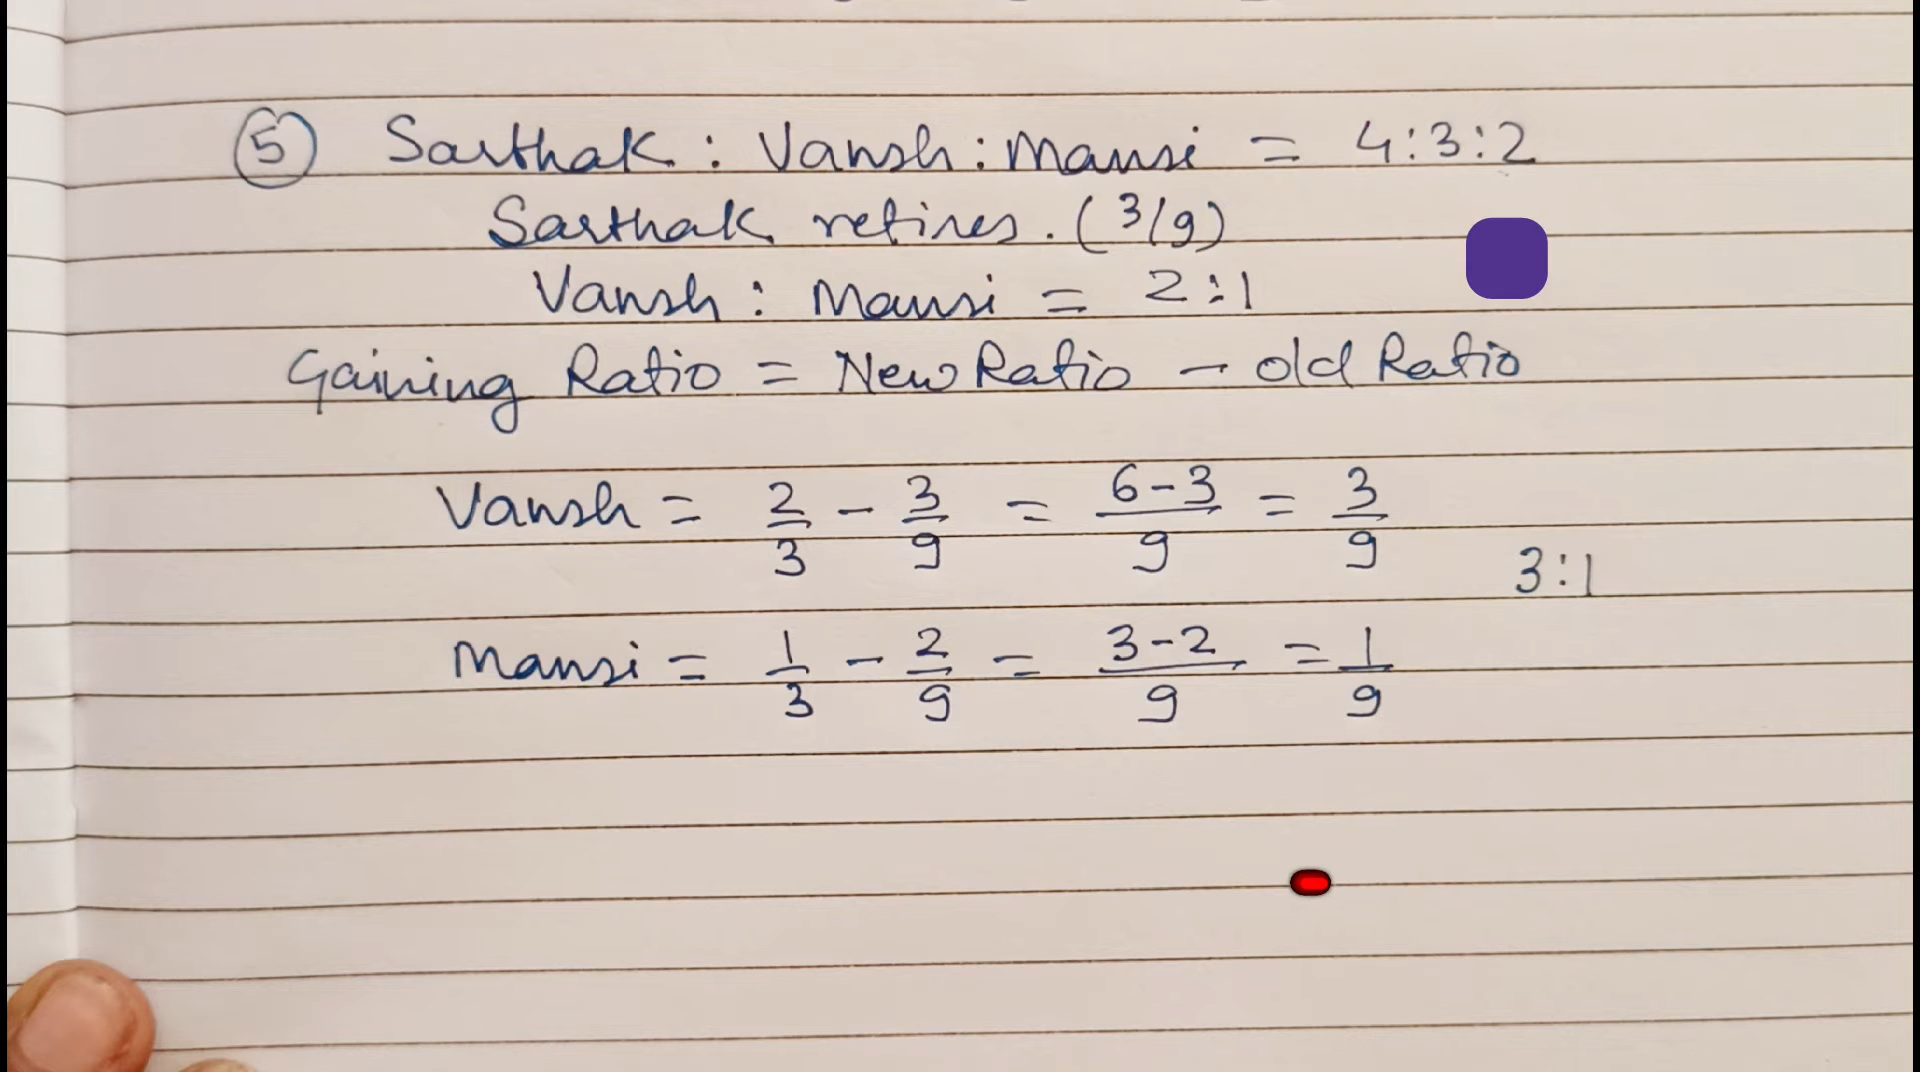 5 Sarthak : Vansh : Mansi = 4:3:2
Sarthak retires. (3/9)
Vansh : Mansi = 2:1
Gaining Ratio = New Ratio - old Ratio
Vansh = 2/3 - 3/9 = 6-3/9 = 3/9
3:1
Mansi = 1/3 - 2/9 = 3-2/9 = 1/9